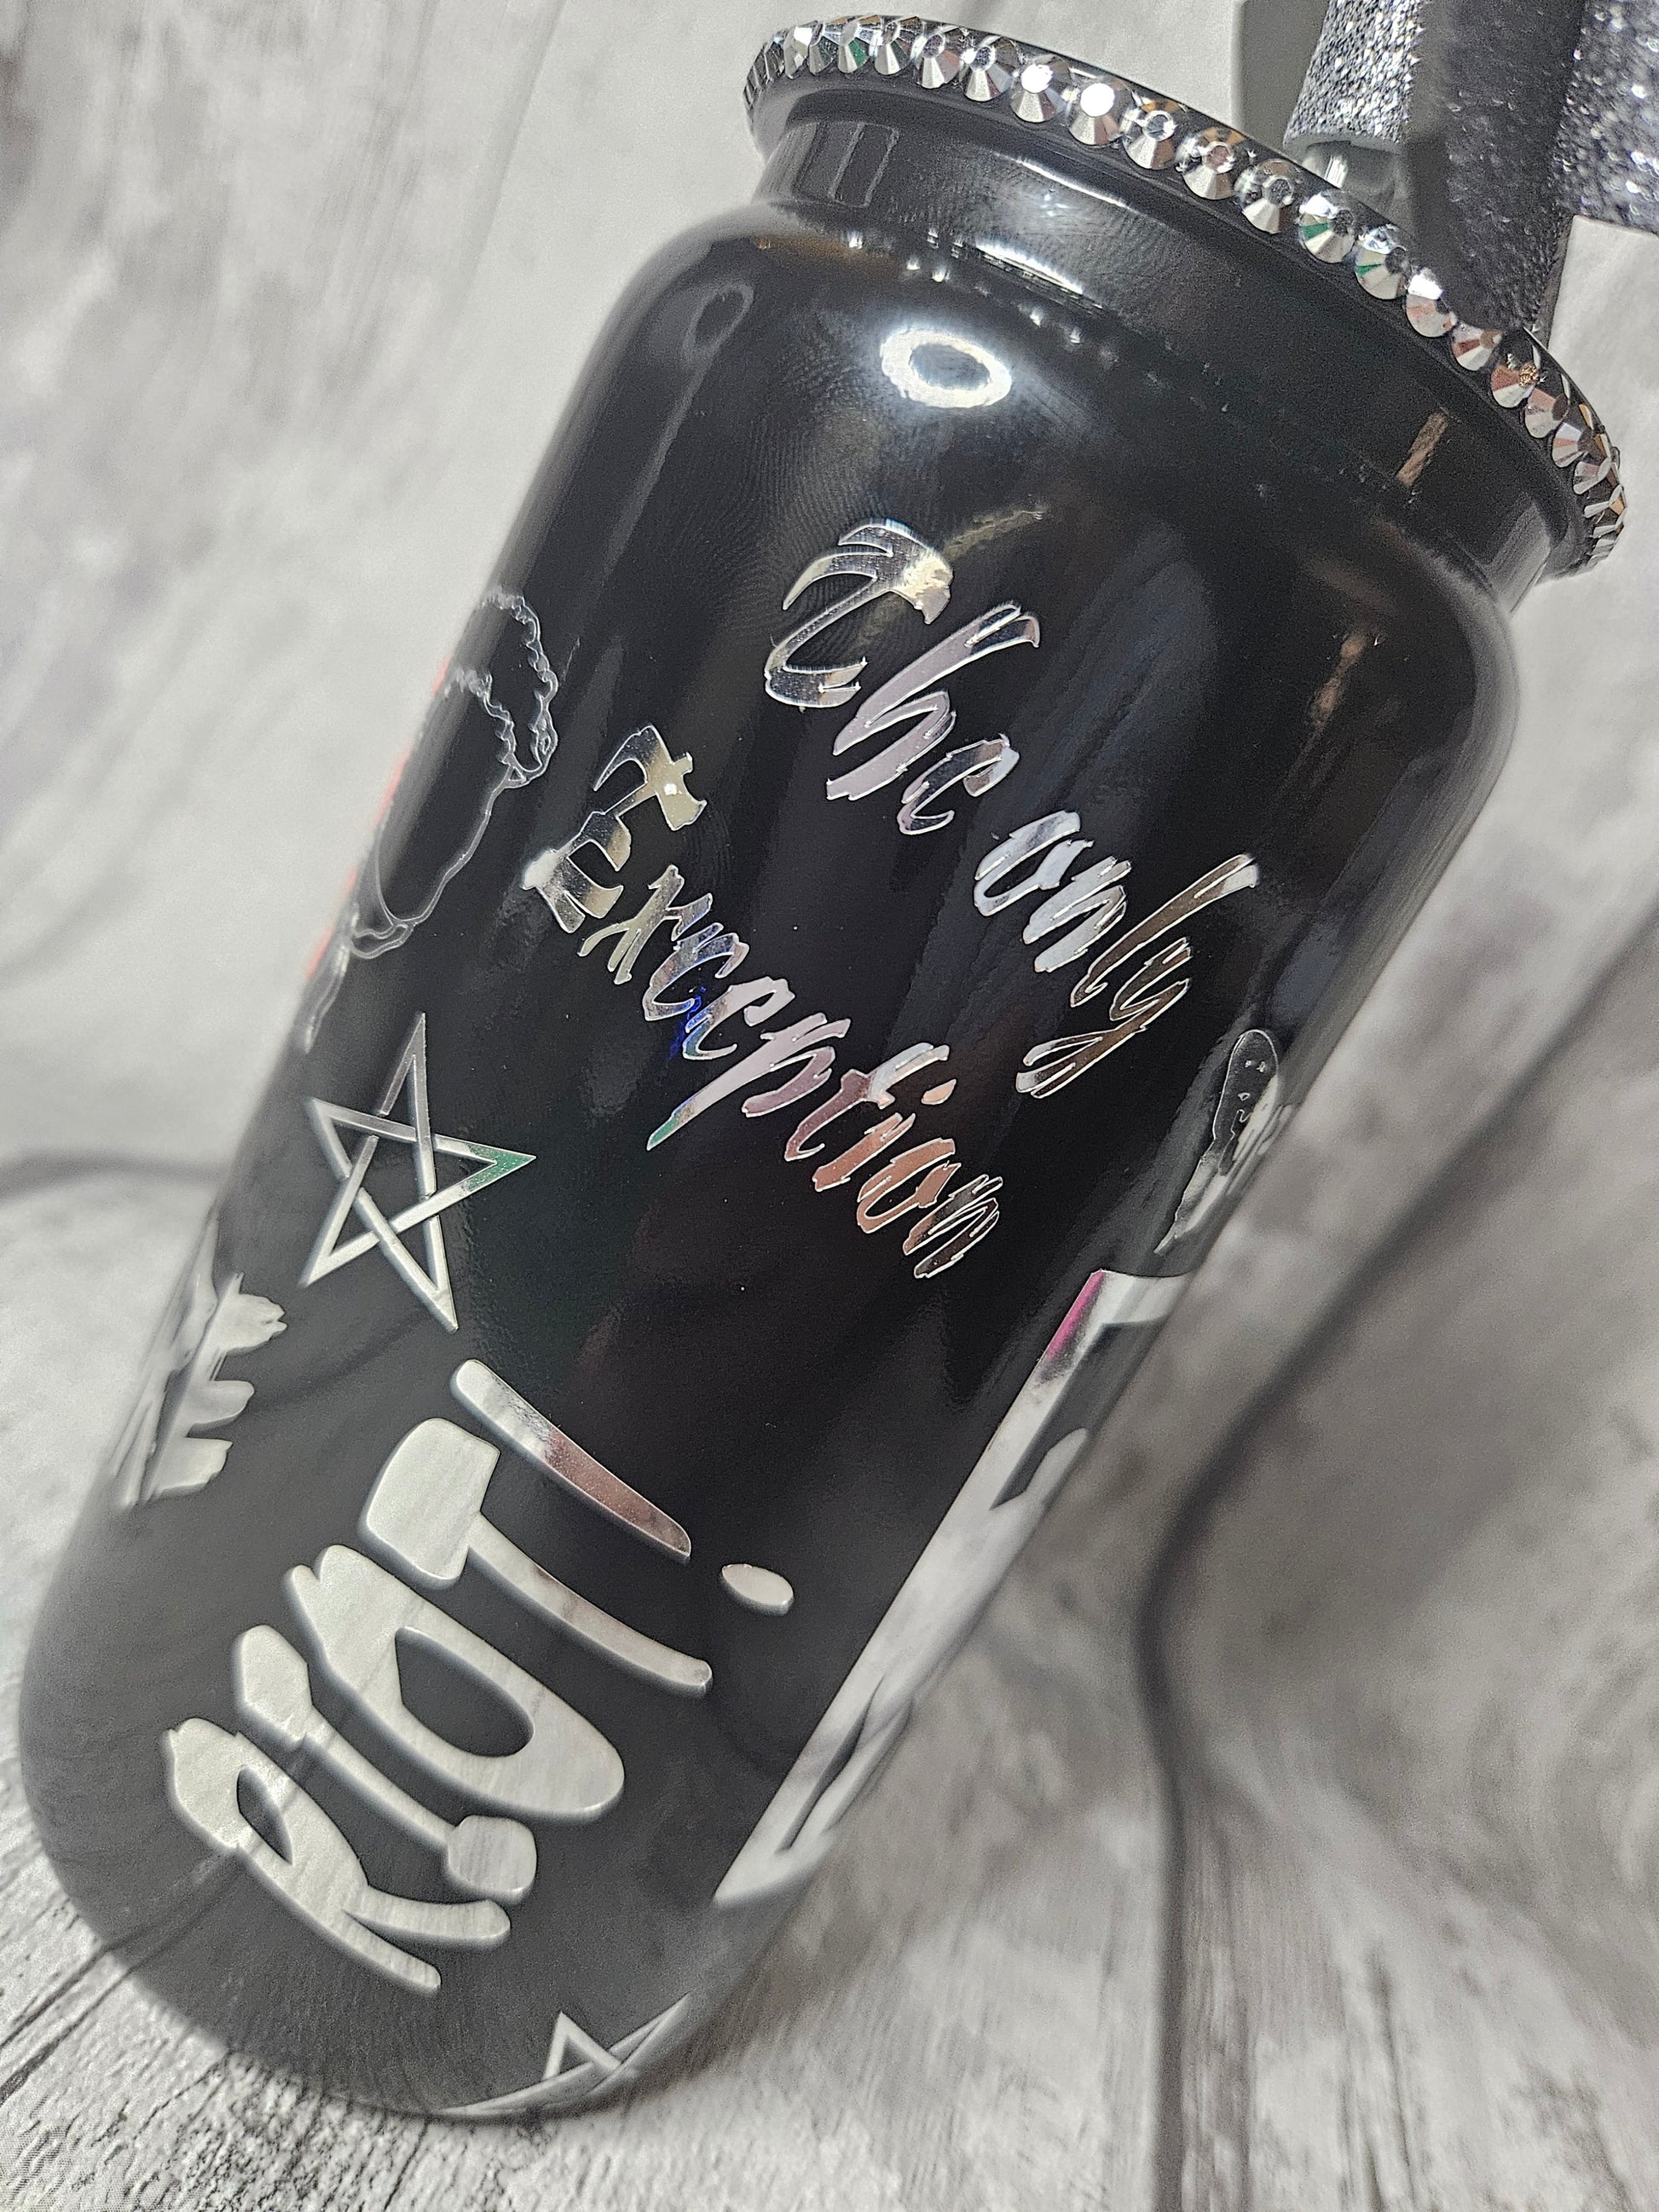 The only
Exception
RIOT!